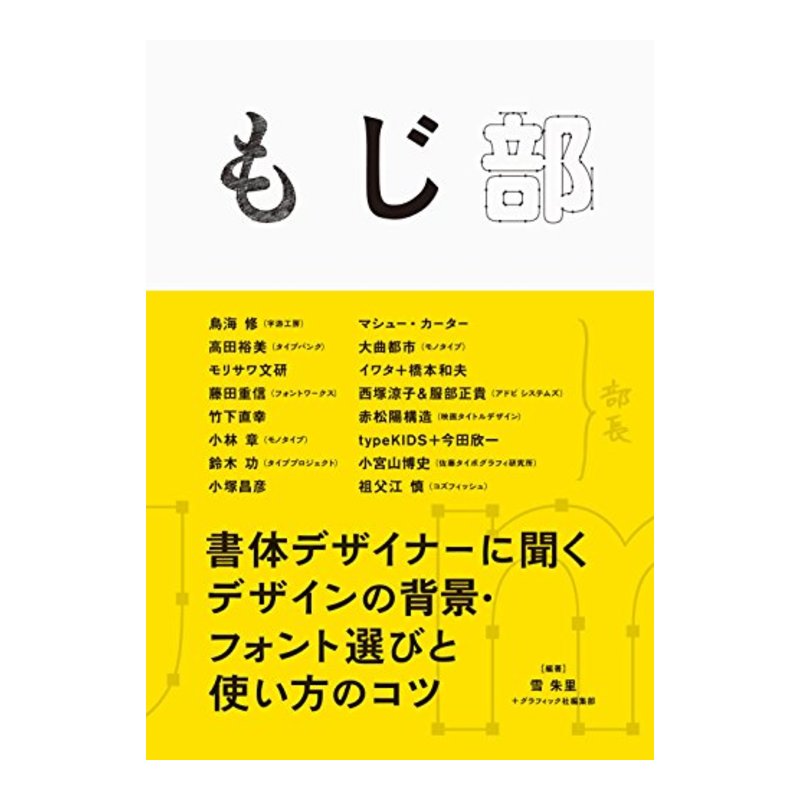 もじ部
鳥海 修（字游工房）
高田裕美（タイプバンク）
モリサワ文研
藤田重信（フォントワークス）
竹下直幸
小林 章（モノタイプ）
鈴木 功（タイププロジェクト）
小塚昌彦
マシュー・カーター
大曲都市（モノタイプ）
イワタ＋橋本和夫
西塚涼子＆服部正貴（アドビ システムズ）
赤松陽構造（映画タイトルデザイン）
typeKIDS＋今田欣一
小宮山博史（佐藤タイポグラフィ研究所）
祖父江 慎（コズフィッシュ）
部長
書体デザイナーに聞く
デザインの背景・
フォント選びと
使い方のコツ
［編著］
雪 朱里
＋グラフィック社編集部